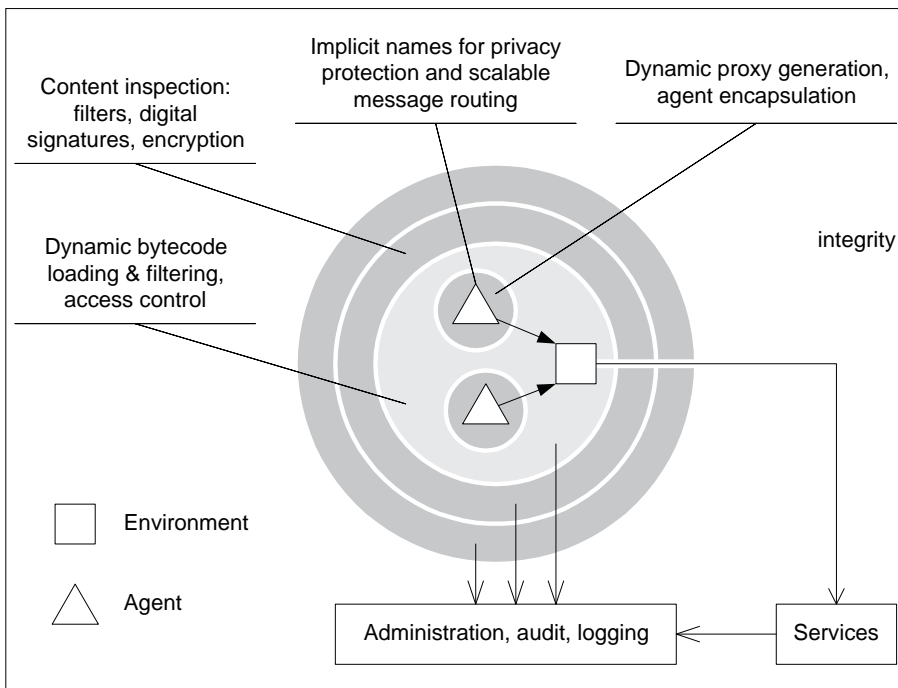 Implicit names for privacy
protection and scalable
message routing
Content inspection:
filters, digital
signatures, encryption
Dynamic proxy generation,
agent encapsulation
Dynamic bytecode
loading & filtering,
access control
integrity
Environment
Agent
Administration, audit, logging
Services